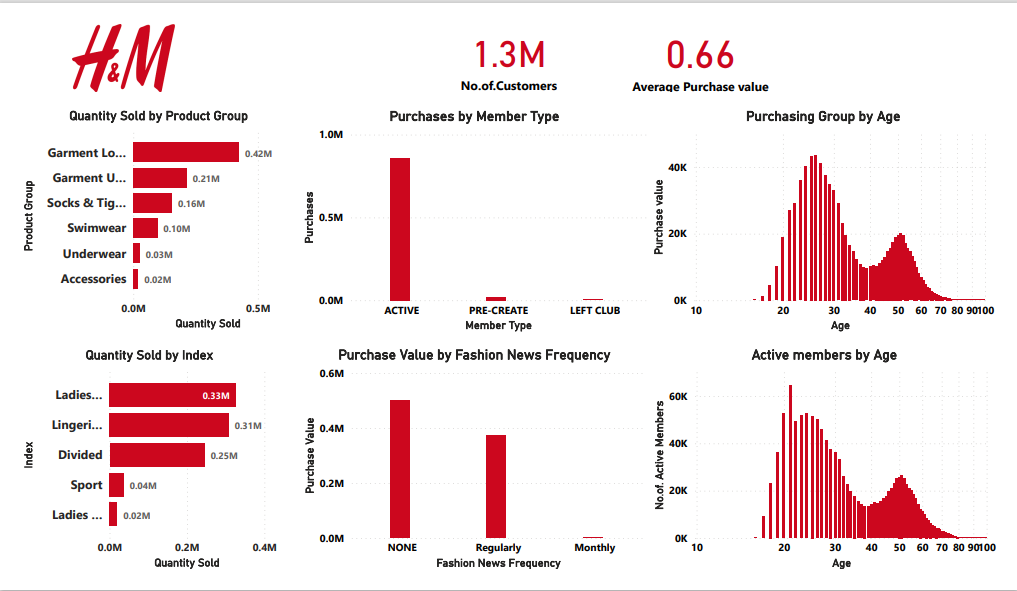 H&M
1.3M
No.of.Customers
0.66
Average Purchase value
Quantity Sold by Product Group
Product Group
Garment Lo... 0.42M
Garment U... 0.21M
Socks & Tig... 0.16M
Swimwear 0.10M
Underwear 0.03M
Accessories 0.02M
0.0M 0.5M
Quantity Sold
Purchases by Member Type
Purchases
1.0M
0.5M
0.0M
ACTIVE PRE-CREATE LEFT CLUB
Member Type
Purchasing Group by Age
Purchase value
40K
20K
0K
10 20 30 40 50 60 70 80 90 100
Age
Quantity Sold by Index
Index
Ladies... 0.33M
Lingeri... 0.31M
Divided 0.25M
Sport 0.04M
Ladies ... 0.02M
0.0M 0.2M 0.4M
Quantity Sold
Purchase Value by Fashion News Frequency
Purchase Value
0.6M
0.4M
0.2M
0.0M
NONE Regularly Monthly
Fashion News Frequency
Active members by Age
No.of. Active Members
60K
40K
20K
0K
10 20 30 40 50 60 70 80 90 100
Age